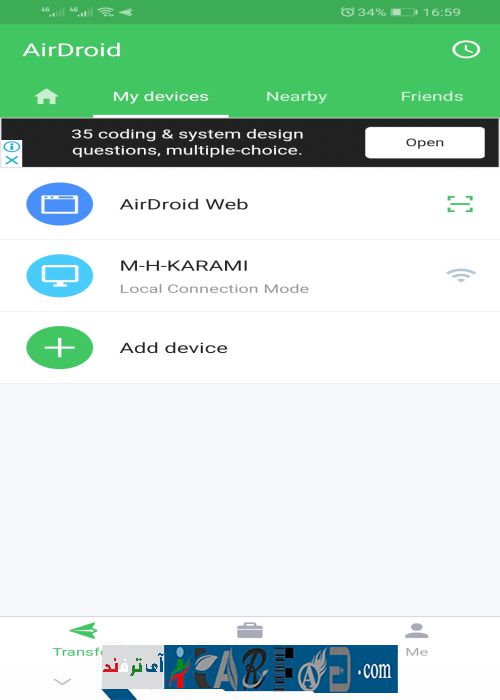 4G 4G 34% 16:59
AirDroid
My devices Nearby Friends
35 coding & system design
questions, multiple-choice.
Open
AirDroid Web
M-H-KARAMI
Local Connection Mode
Add device
Transf
Me
آی ترفند
.com